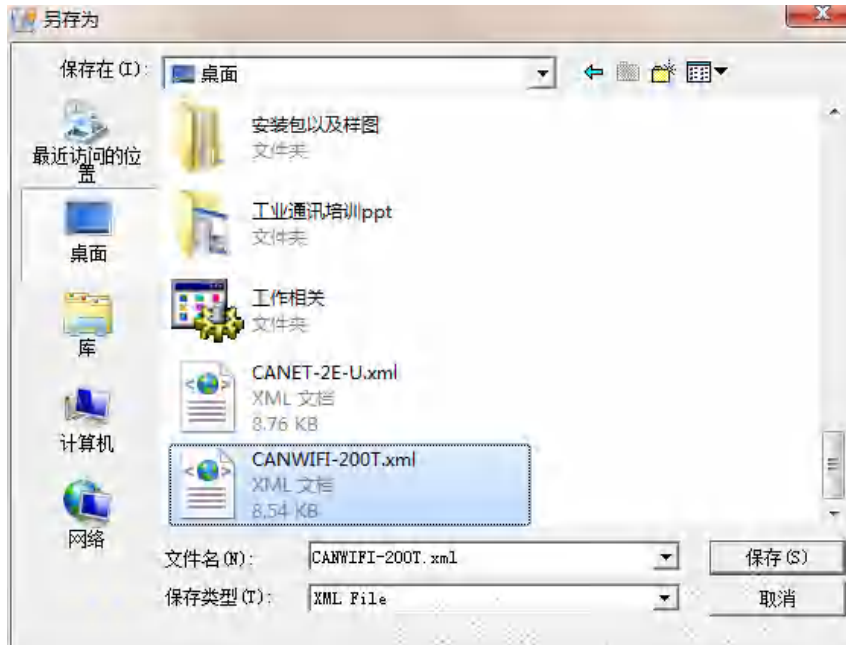 另存为
保存在(I):
桌面
最近访问的位
置
桌面
库
计算机
网络
安装包以及样图
文件夹
工业通讯培训ppt
文件夹
工作相关
文件夹
CANET-2E-U.xml
XML 文档
8.76 KB
CANWIFI-200T.xml
XML 文档
8.54 KB
文件名(N):
CANWIFI-200T.xml
保存(S)
保存类型(T):
XML File
取消